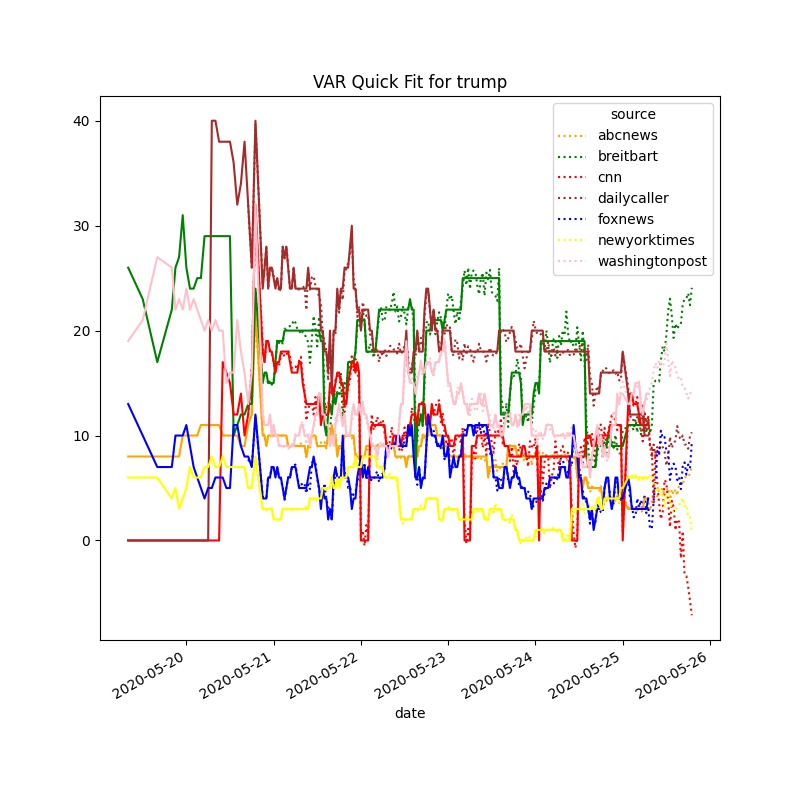 VAR Quick Fit for trump
source
abcnews
breitbart
cnn
dailycaller
foxnews
newyorktimes
washingtonpost
40
30
20
10
0
2020-05-20
2020-05-21
2020-05-22
2020-05-23
2020-05-24
2020-05-25
2020-05-26
date